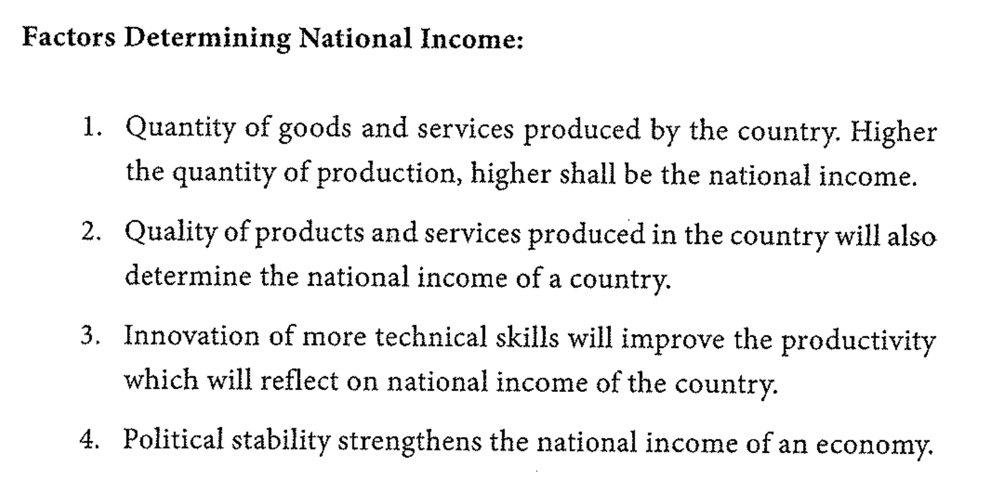 Factors Determining National Income:
1. Quantity of goods and services produced by the country. Higher
the quantity of production, higher shall be the national income.
2. Quality of products and services produced in the country will also
determine the national income of a country.
3. Innovation of more technical skills will improve the productivity
which will reflect on national income of the country.
4. Political stability strengthens the national income of an economy.